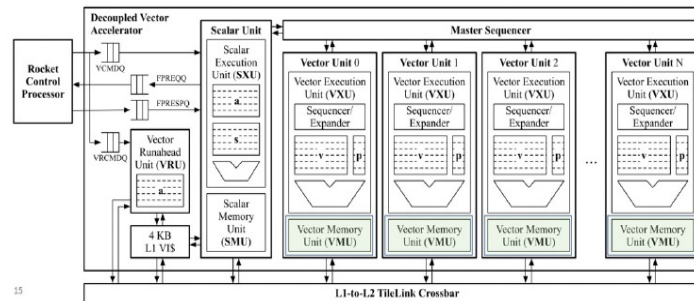 Decoupled Vector
Accelerator
Rocket
Control
Processor
VCMDQ
FPREQQ
FPRESPQ
VRCMDQ
Vector
Runahead
Unit (VRU)
a
4 KB
L1 VI$
Scalar Unit
Scalar
Execution
Unit (SXU)
a
s
Scalar
Memory
Unit
(SMU)
Master Sequencer
Vector Unit 0
Vector Execution
Unit (VXU)
Sequencer/
Expander
v
p
Vector Memory
Unit (VMU)
Vector Unit 1
Vector Execution
Unit (VXU)
Sequencer/
Expander
v
p
Vector Memory
Unit (VMU)
Vector Unit 2
Vector Execution
Unit (VXU)
Sequencer/
Expander
v
p
Vector Memory
Unit (VMU)
...
Vector Unit N
Vector Execution
Unit (VXU)
Sequencer/
Expander
v
p
Vector Memory
Unit (VMU)
L1-to-L2 TileLink Crossbar
15